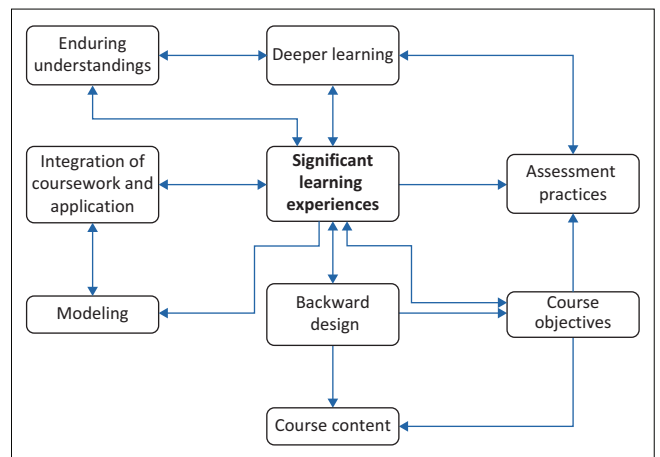 Enduring
understandings
Deeper learning
Integration of
coursework and
application
Significant
learning
experiences
Assessment
practices
Modeling
Backward
design
Course
objectives
Course content